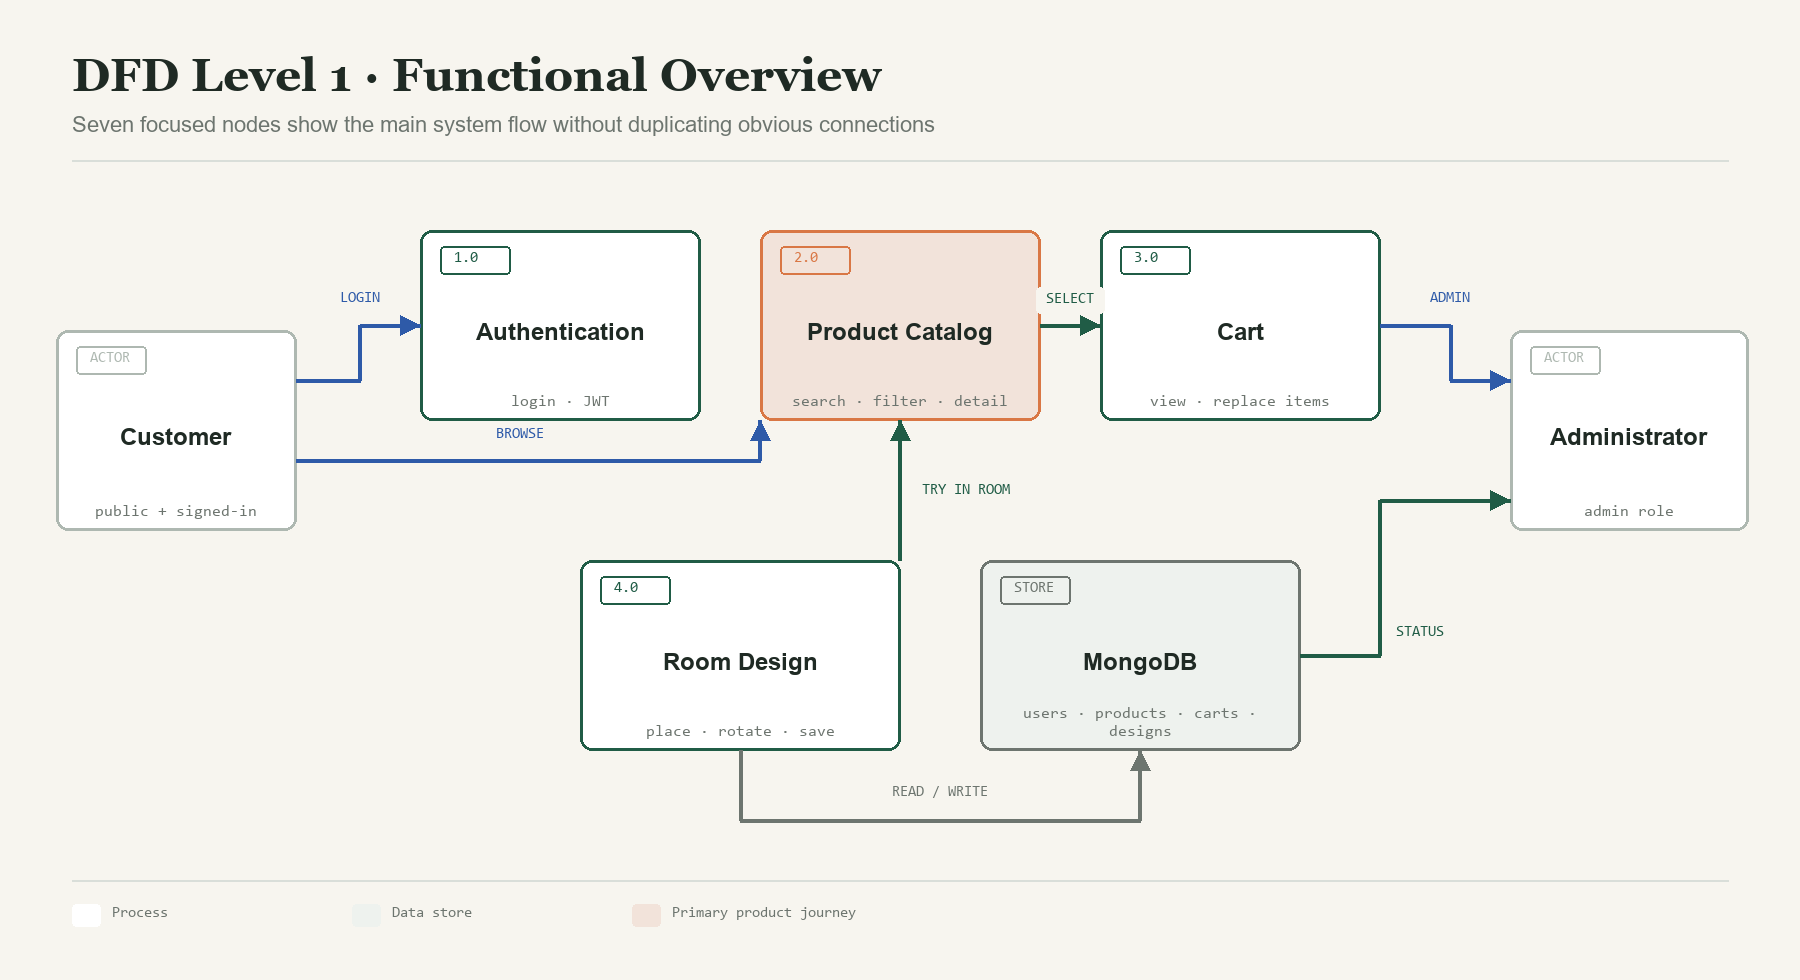 DFD Level 1 · Functional Overview
Seven focused nodes show the main system flow without duplicating obvious connections
ACTOR
Customer
public + signed-in
LOGIN
BROWSE
1.0
Authentication
login · JWT
2.0
Product Catalog
search · filter · detail
SELECT
3.0
Cart
view · replace items
ADMIN
ACTOR
Administrator
admin role
TRY IN ROOM
4.0
Room Design
place · rotate · save
STORE
MongoDB
users · products · carts ·
designs
STATUS
READ / WRITE
Process
Data store
Primary product journey